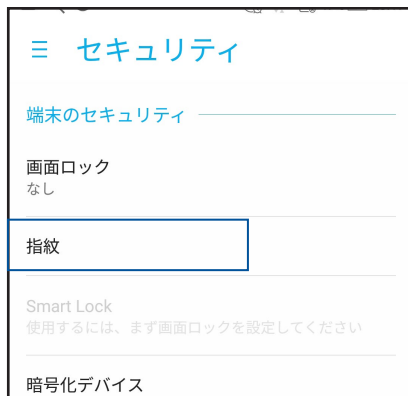 セキュリティ
端末のセキュリティ
画面ロック
なし
指紋
Smart Lock
使用するには、まず画面ロックを設定してください
暗号化デバイス